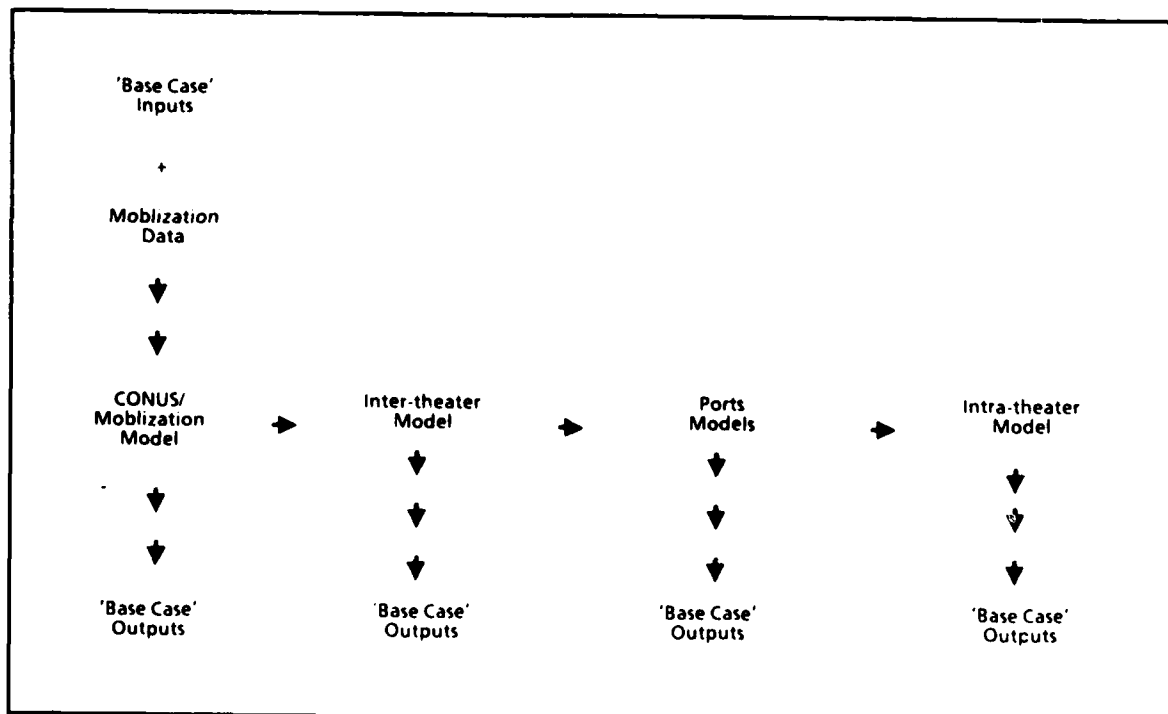 'Base Case'
Inputs
+
Moblization
Data
CONUS/
Moblization
Model
Inter-theater
Model
Ports
Models
Intra-theater
Model
'Base Case'
Outputs
'Base Case'
Outputs
'Base Case'
Outputs
'Base Case'
Outputs